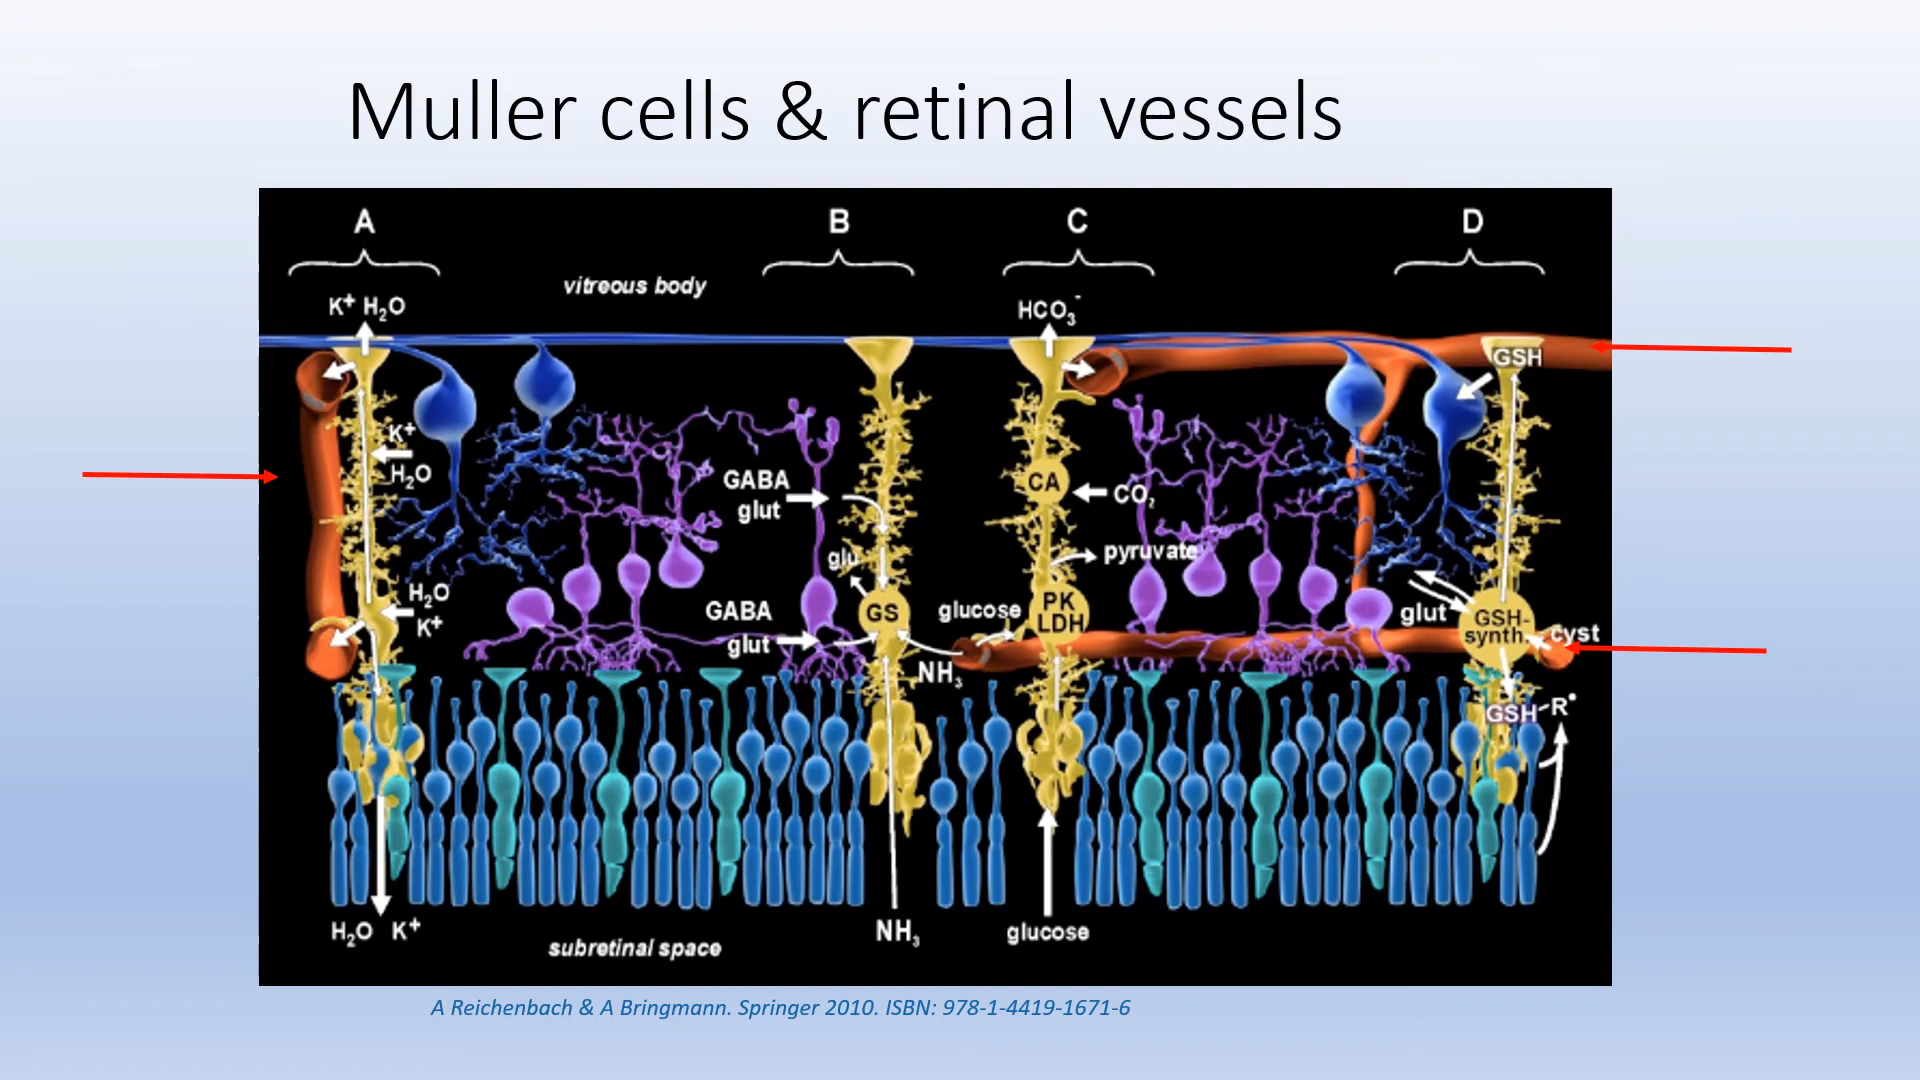 Muller cells & retinal vessels
A
B
C
D
vitreous body
K⁺ H₂O
HCO₃⁻
GSH
K⁺
H₂O
GABA
glut
CA
CO₂
glu
pyruvate
H₂O
K⁺
GABA
glut
GS
glucose
PK
LDH
glut
GSH-
synth.
cyst
NH₃
GSH-R•
H₂O K⁺
subretinal space
NH₃
glucose
A Reichenbach & A Bringmann. Springer 2010. ISBN: 978-1-4419-1671-6